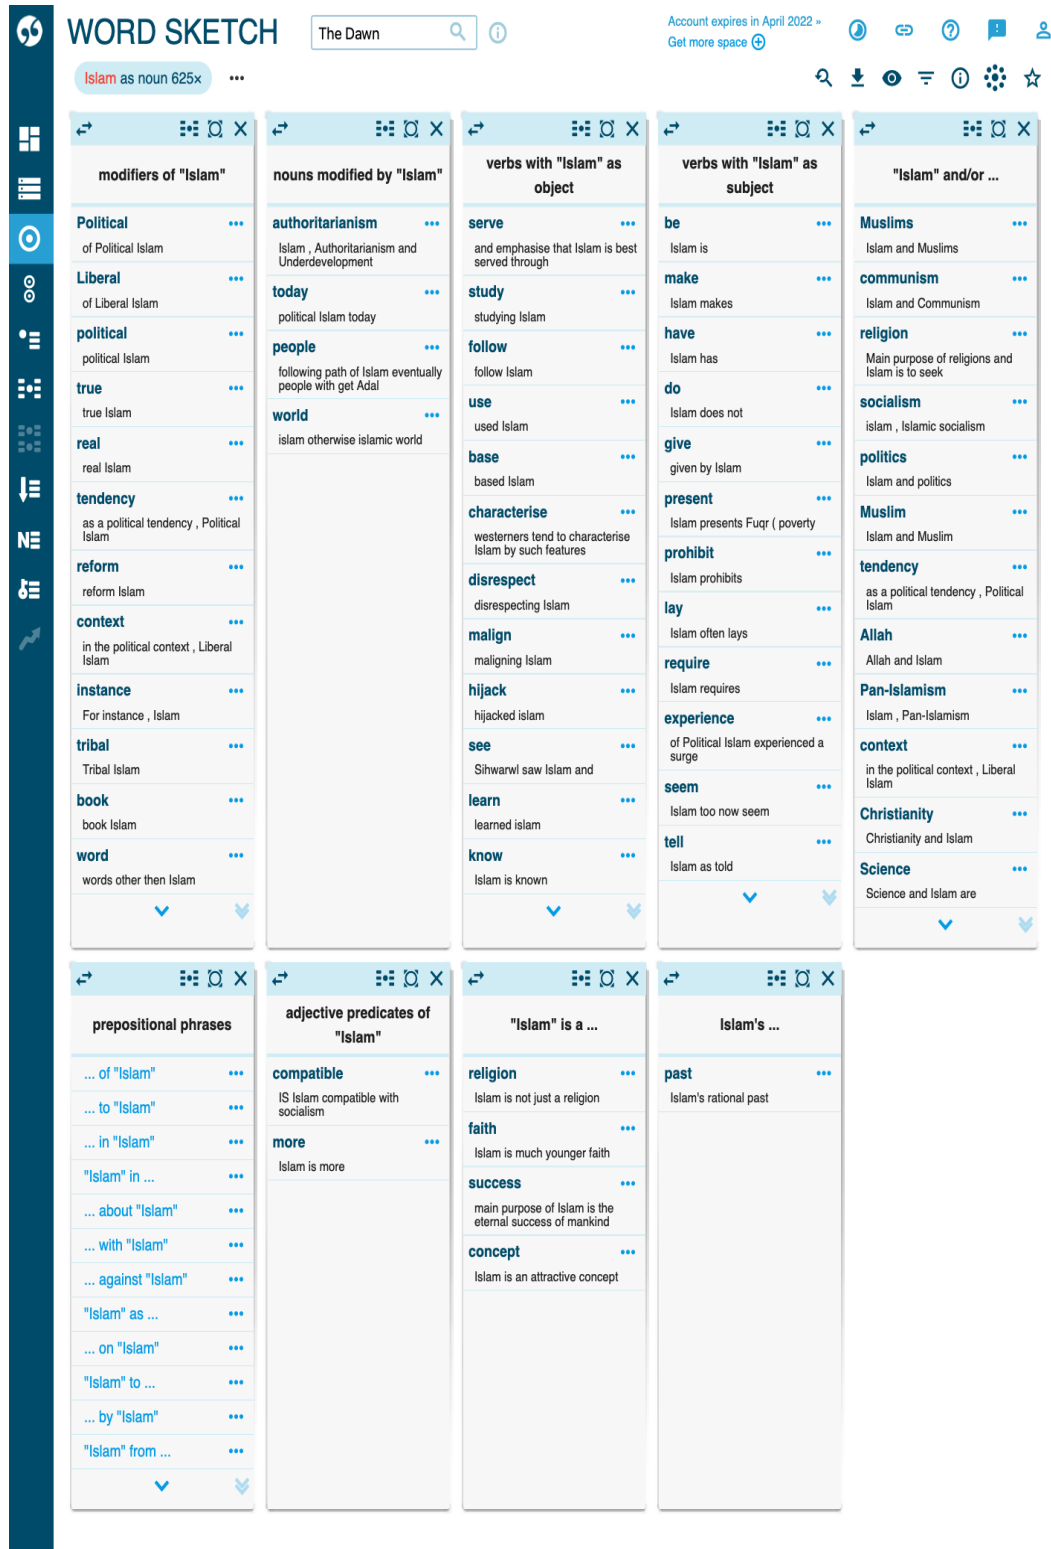 WORD SKETCH
The Dawn
Account expires in April 2022 »
Get more space
Islam as noun 625×
modifiers of "Islam"
Political
of Political Islam
Liberal
of Liberal Islam
political
political Islam
true
true Islam
real
real Islam
tendency
as a political tendency , Political
Islam
reform
reform Islam
context
in the political context , Liberal
Islam
instance
For instance , Islam
tribal
Tribal Islam
book
book Islam
word
words other then Islam
nouns modified by "Islam"
authoritarianism
Islam , Authoritarianism and
Underdevelopment
today
political Islam today
people
following path of Islam eventually
people with get Adal
world
islam otherwise islamic world
verbs with "Islam" as
object
serve
and emphasise that Islam is best
served through
study
studying Islam
follow
follow Islam
use
used Islam
base
based Islam
characterise
westerners tend to characterise
Islam by such features
disrespect
disrespecting Islam
malign
maligning Islam
hijack
hijacked islam
see
Sihwarwl saw Islam and
learn
learned islam
know
Islam is known
verbs with "Islam" as
subject
be
Islam is
make
Islam makes
have
Islam has
do
Islam does not
give
given by Islam
present
Islam presents Fuqr ( poverty
prohibit
Islam prohibits
lay
Islam often lays
require
Islam requires
experience
of Political Islam experienced a
surge
seem
Islam too now seem
tell
Islam as told
"Islam" and/or ...
Muslims
Islam and Muslims
communism
Islam and Communism
religion
Main purpose of religions and
Islam is to seek
socialism
islam , Islamic socialism
politics
Islam and politics
Muslim
Islam and Muslim
tendency
as a political tendency , Political
Islam
Allah
Allah and Islam
Pan-Islamism
Islam , Pan-Islamism
context
in the political context , Liberal
Islam
Christianity
Christianity and Islam
Science
Science and Islam are
prepositional phrases
... of "Islam"
... to "Islam"
... in "Islam"
"Islam" in ...
... about "Islam"
... with "Islam"
... against "Islam"
"Islam" as ...
... on "Islam"
"Islam" to ...
... by "Islam"
"Islam" from ...
adjective predicates of
"Islam"
compatible
IS Islam compatible with
socialism
more
Islam is more
"Islam" is a ...
religion
Islam is not just a religion
faith
Islam is much younger faith
success
main purpose of Islam is the
eternal success of mankind
concept
Islam is an attractive concept
Islam's ...
past
Islam's rational past